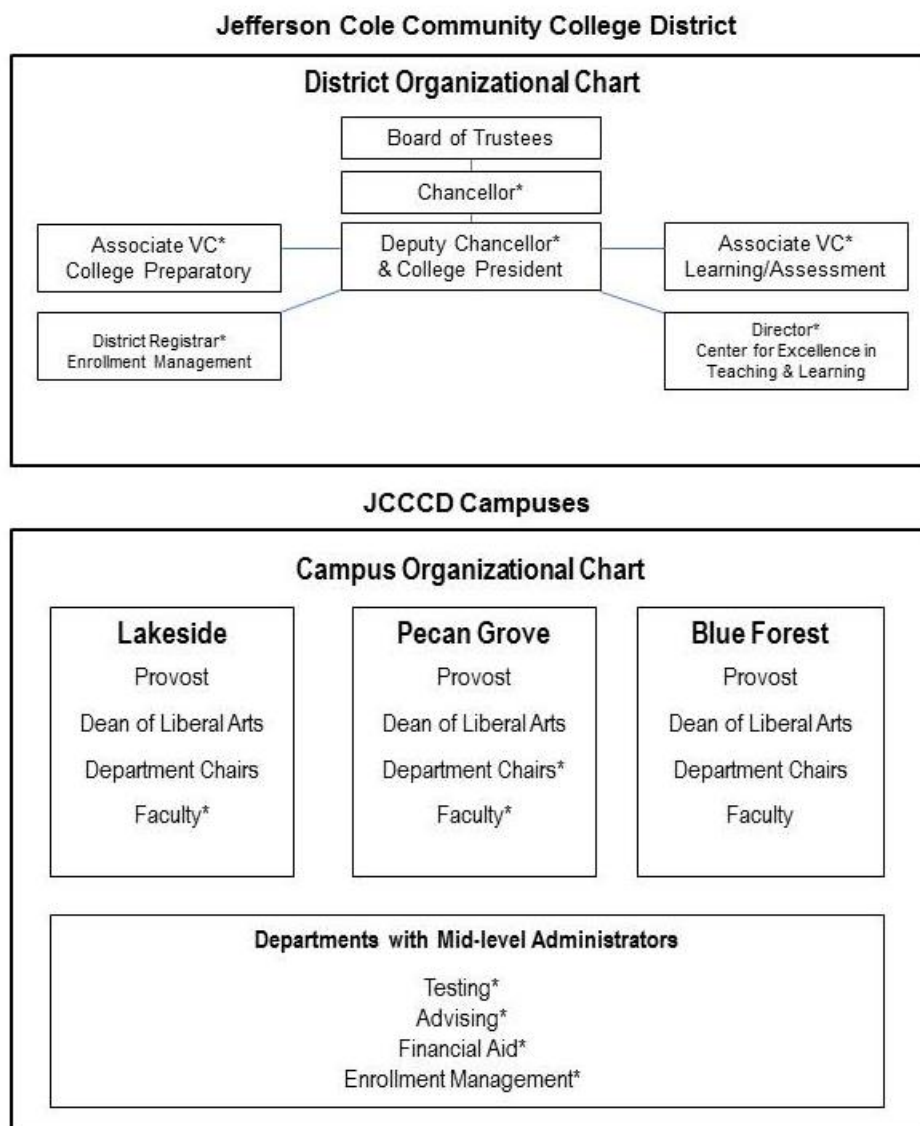 Jefferson Cole Community College District
District Organizational Chart
Board of Trustees
Chancellor*
Associate VC*
College Preparatory
Deputy Chancellor*
& College President
Associate VC*
Learning/Assessment
District Registrar*
Enrollment Management
Director*
Center for Excellence in
Teaching & Learning
JCCCD Campuses
Campus Organizational Chart
Lakeside
Provost
Dean of Liberal Arts
Department Chairs
Faculty*
Pecan Grove
Provost
Dean of Liberal Arts
Department Chairs*
Faculty*
Blue Forest
Provost
Dean of Liberal Arts
Department Chairs
Faculty
Departments with Mid-level Administrators
Testing*
Advising*
Financial Aid*
Enrollment Management*